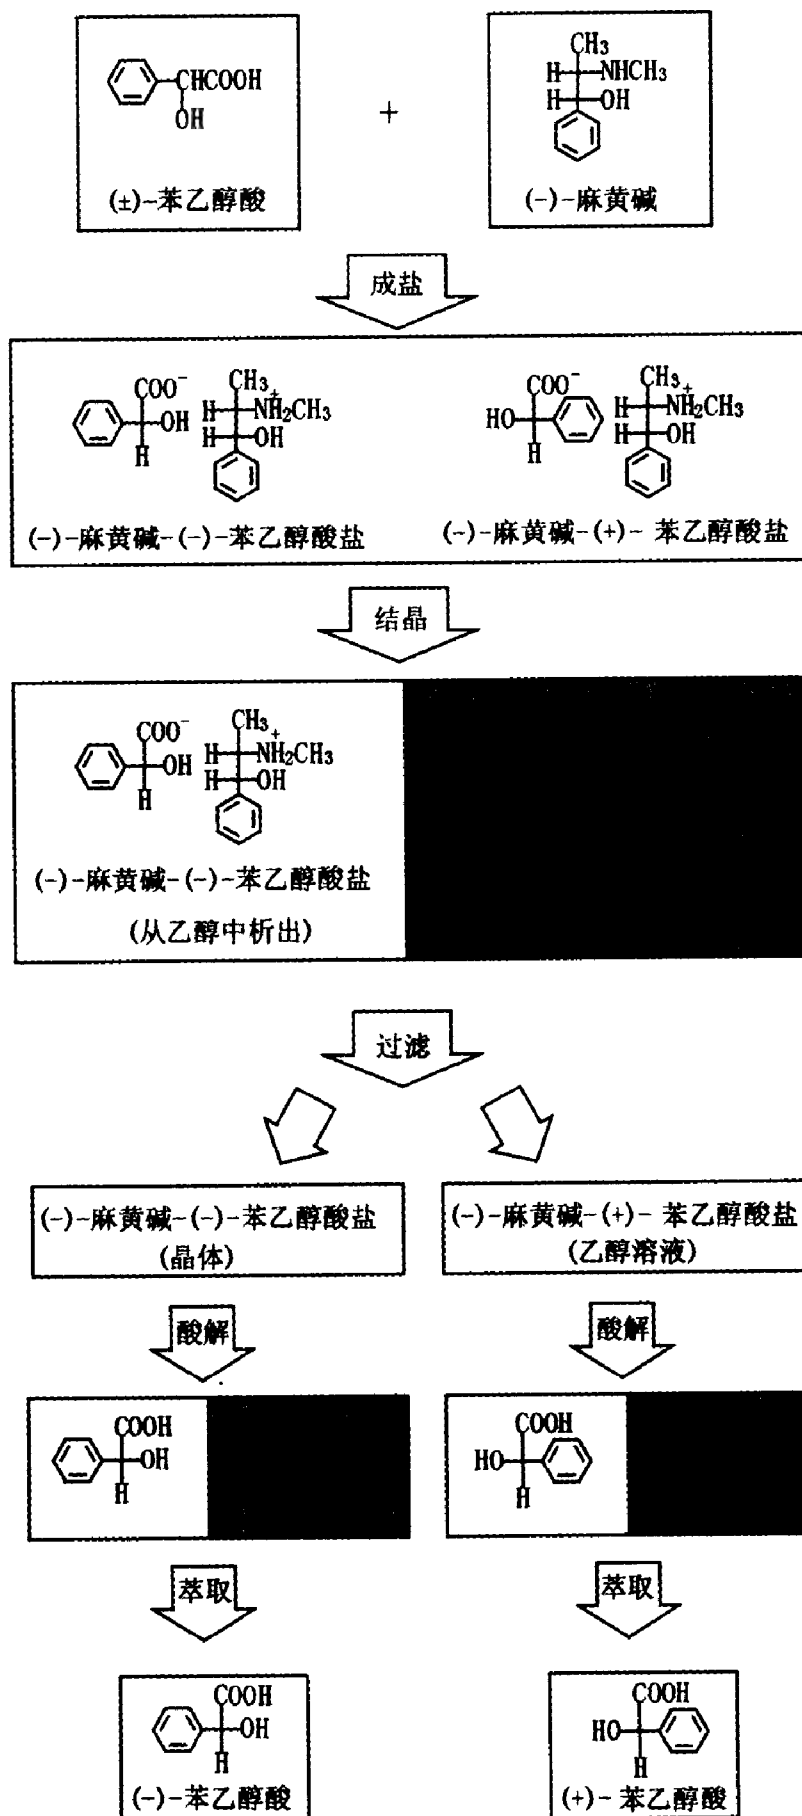 CHCOOH
OH
(±)-苯乙醇酸
+
CH₃
H NHCH₃
H OH
(-)-麻黄碱
成盐
COO⁻
OH
H
CH₃
H N⁺H₂CH₃
H OH
(-)-麻黄碱-(-)-苯乙醇酸盐
COO⁻
HO
H
CH₃
H N⁺H₂CH₃
H OH
(-)-麻黄碱-(+)- 苯乙醇酸盐
结晶
COO⁻
OH
H
CH₃
H N⁺H₂CH₃
H OH
(-)-麻黄碱-(-)-苯乙醇酸盐
(从乙醇中析出)
过滤
(-)-麻黄碱-(-)-苯乙醇酸盐
(晶体)
(-)-麻黄碱-(+)- 苯乙醇酸盐
(乙醇溶液)
酸解
酸解
COOH
OH
H
COOH
HO
H
萃取
萃取
COOH
OH
H
(-)-苯乙醇酸
COOH
HO
H
(+)- 苯乙醇酸